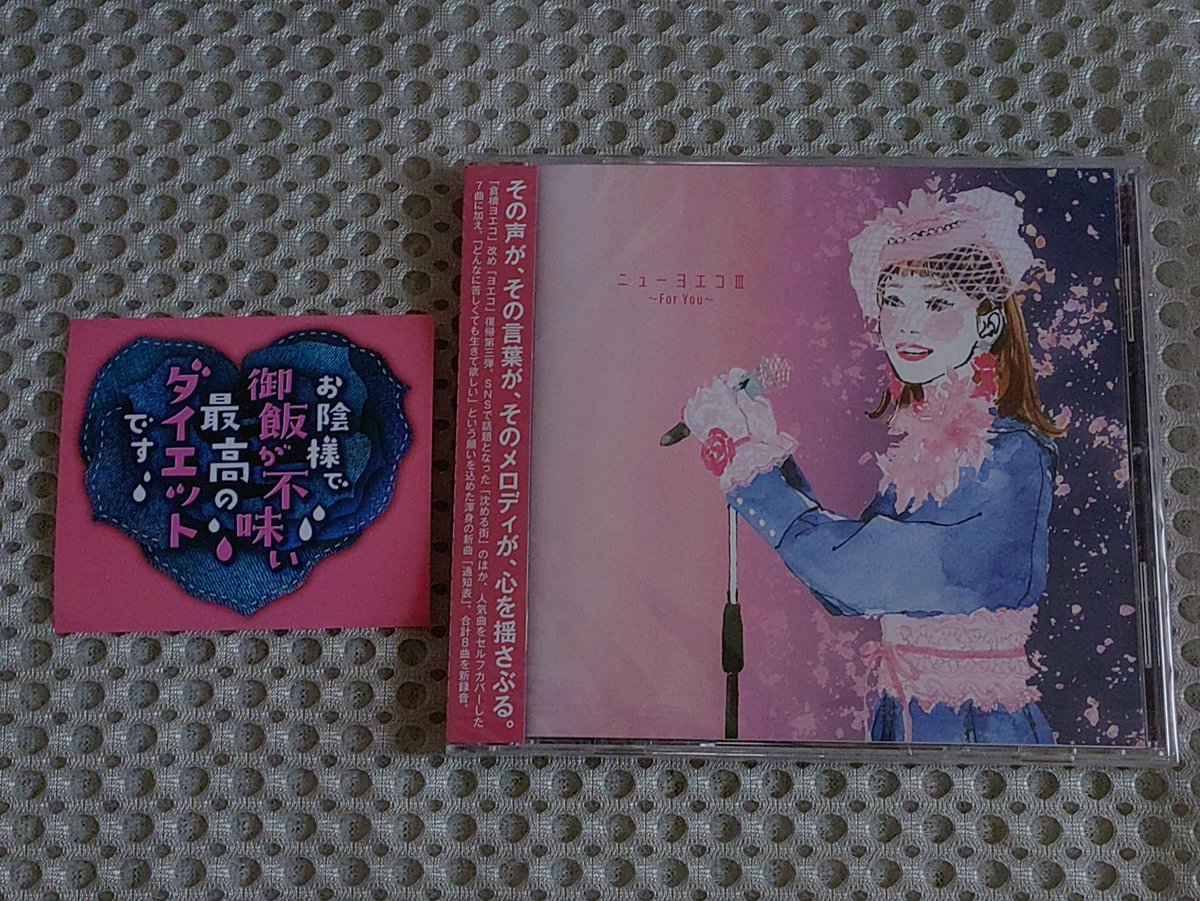 お陰様で、
御飯が不味い
最高の
ダイエット
です。
その声が、その言葉が、そのメロディが、心を揺さぶる。
「倉橋ヨエコ」改め「ヨエコ」復帰第三弾。SNSで話題となった「沈める街」のほか、人気曲をセルフカバーした
7曲に加え、「どんなに苦しくても生きて欲しい」という願いを込めた渾身の新曲「通知表」、合計8曲を新録音。
ニューヨエコⅢ
～For You～